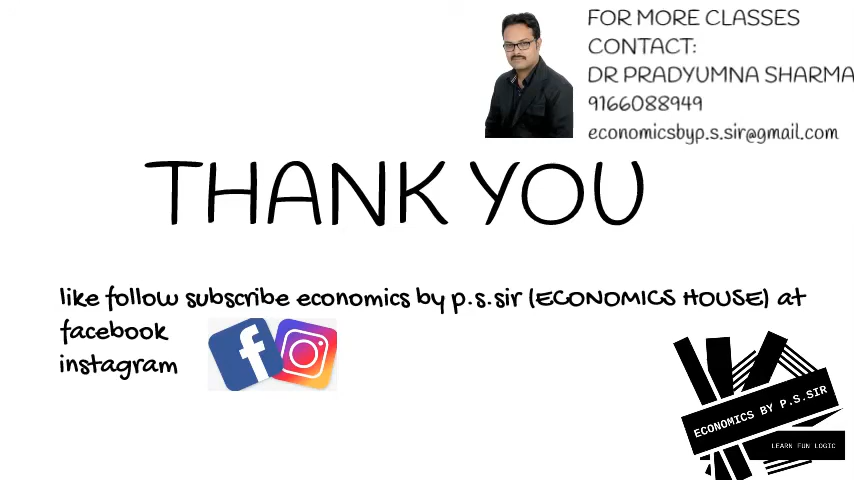 FOR MORE CLASSES
CONTACT:
DR PRADYUMNA SHARMA
9166088949
economicsbyp.s.sir@gmail.com
THANK YOU
like follow subscribe economics by p.s.sir (ECONOMICS HOUSE) at
facebook
instagram
ECONOMICS BY P.S.SIR
LEARN FUN LOGIC